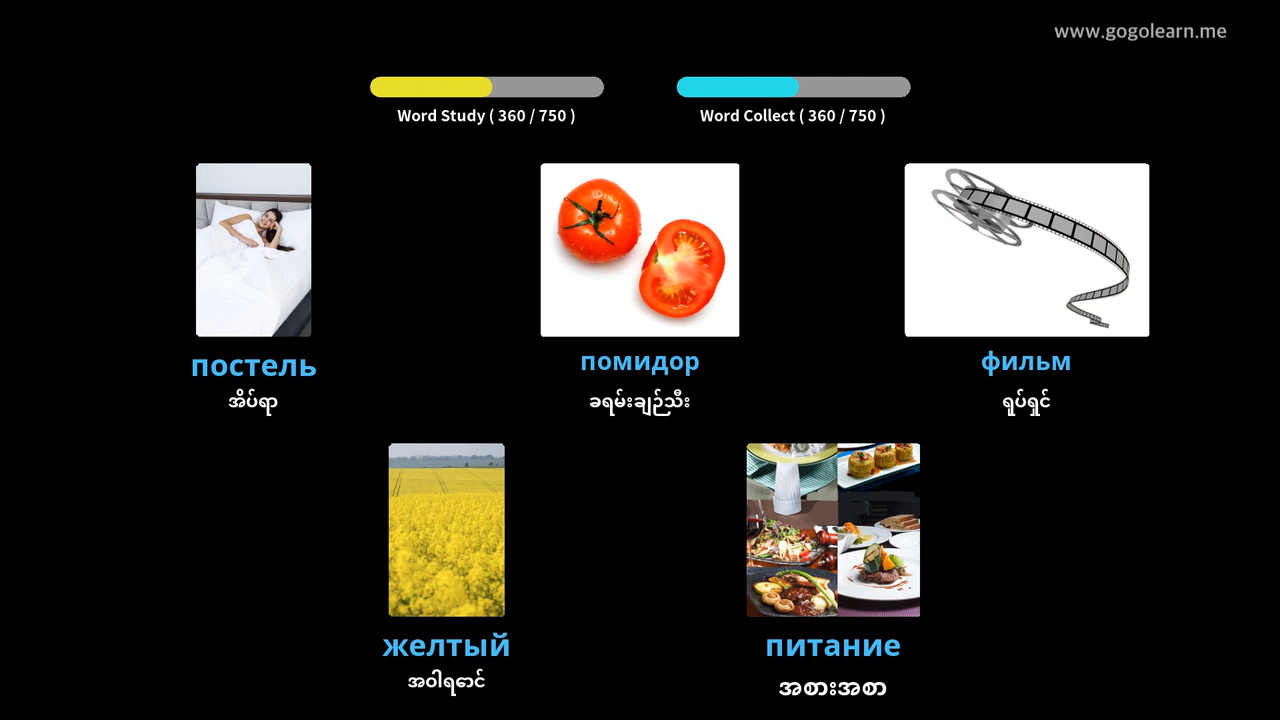 www.gogolearn.me
Word Study ( 360 / 750 )
Word Collect ( 360 / 750 )
постель
အိပ်ရာ
помидор
ခရမ်းချဉ်သီး
фильм
ရုပ်ရှင်
желтый
အဝါရောင်
питание
အစားအစာ